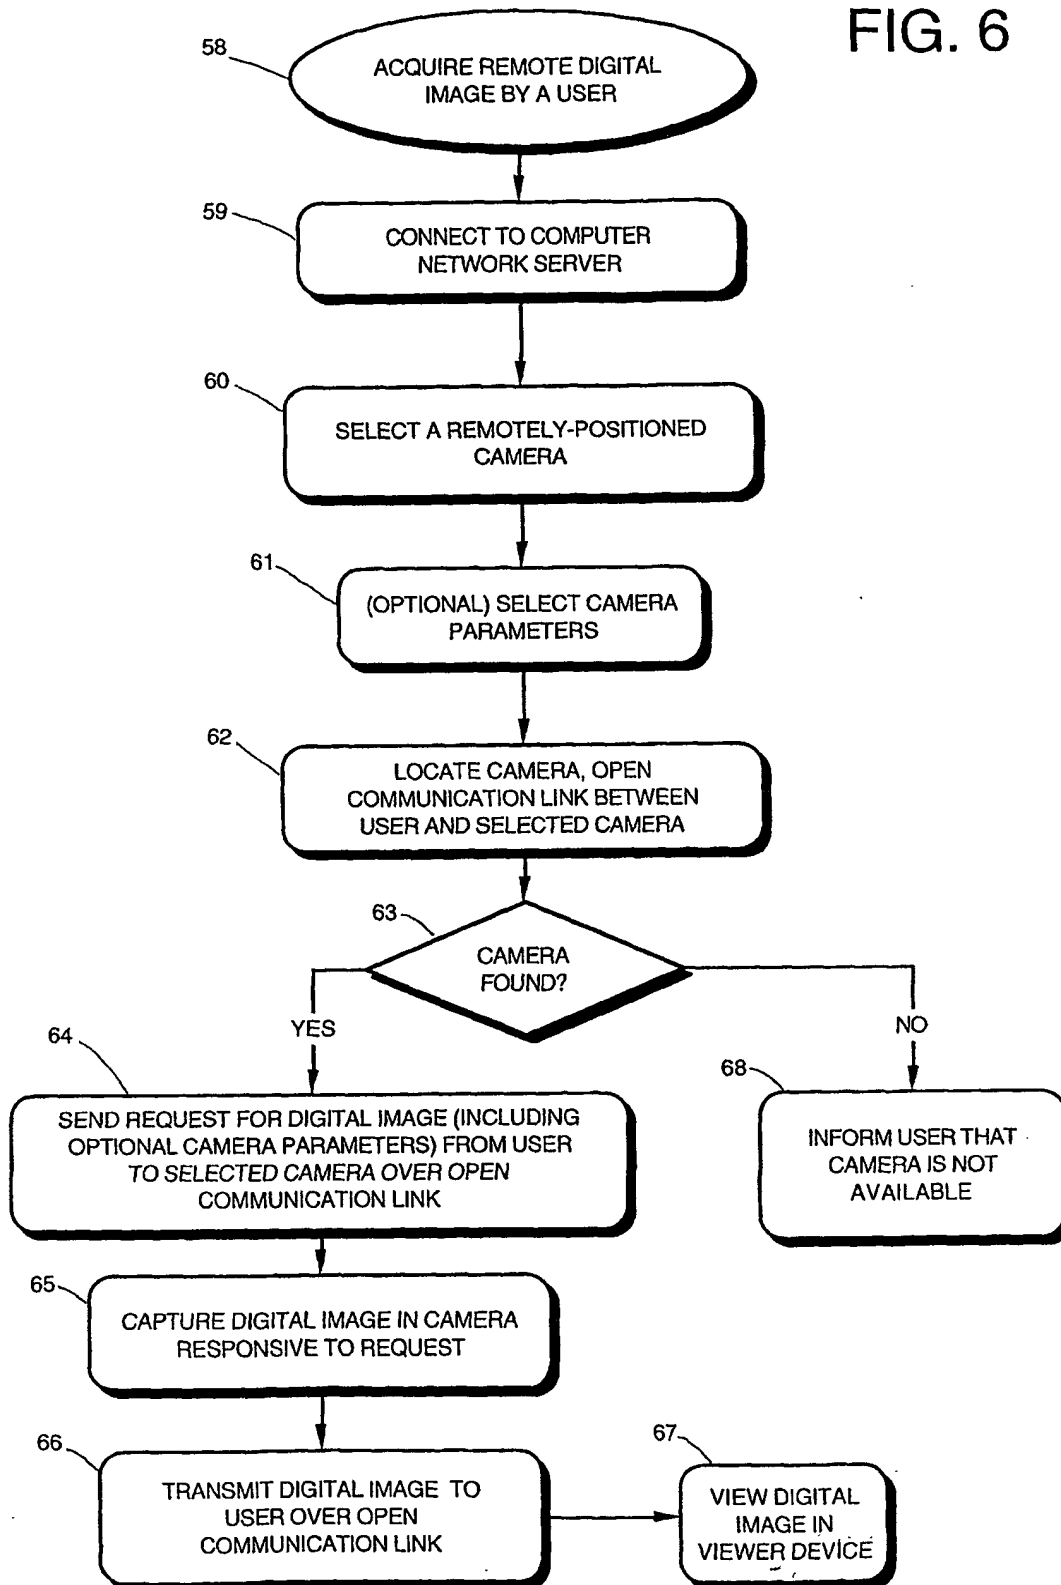 FIG. 6
58
ACQUIRE REMOTE DIGITAL
IMAGE BY A USER
59
CONNECT TO COMPUTER
NETWORK SERVER
60
SELECT A REMOTELY-POSITIONED
CAMERA
61
(OPTIONAL) SELECT CAMERA
PARAMETERS
62
LOCATE CAMERA, OPEN
COMMUNICATION LINK BETWEEN
USER AND SELECTED CAMERA
63
CAMERA
FOUND?
YES
NO
64
SEND REQUEST FOR DIGITAL IMAGE (INCLUDING
OPTIONAL CAMERA PARAMETERS) FROM USER
TO SELECTED CAMERA OVER OPEN
COMMUNICATION LINK
68
INFORM USER THAT
CAMERA IS NOT
AVAILABLE
65
CAPTURE DIGITAL IMAGE IN CAMERA
RESPONSIVE TO REQUEST
66
TRANSMIT DIGITAL IMAGE TO
USER OVER OPEN
COMMUNICATION LINK
67
VIEW DIGITAL
IMAGE IN
VIEWER DEVICE